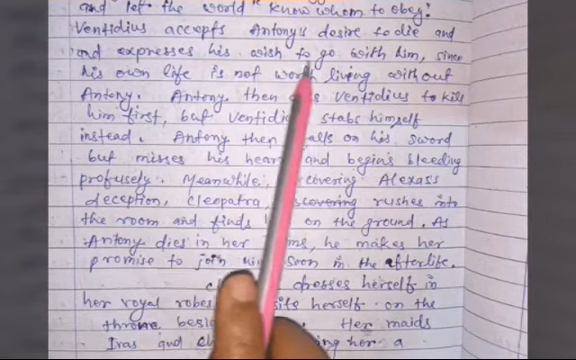 and let the world know whom to obey!
Ventidius accepts Antony's desire to die and
and expresses his wish to go with him, since
his own life is not worth living without
Antony. Antony then Ventidius to kill
him first, but Ventidius stabs himself
instead. Antony then falls on his sword
but misses his heart and begins bleeding
profusely. Meanwhile, covering Alexass
deception, cleopatra, rushes into
the room and finds on the ground. As
Antony dies in her he makes her
promise to join soon in the afterlife.
dresses herself in
her royal robes herself on the
throne Her maids
Iras and her a